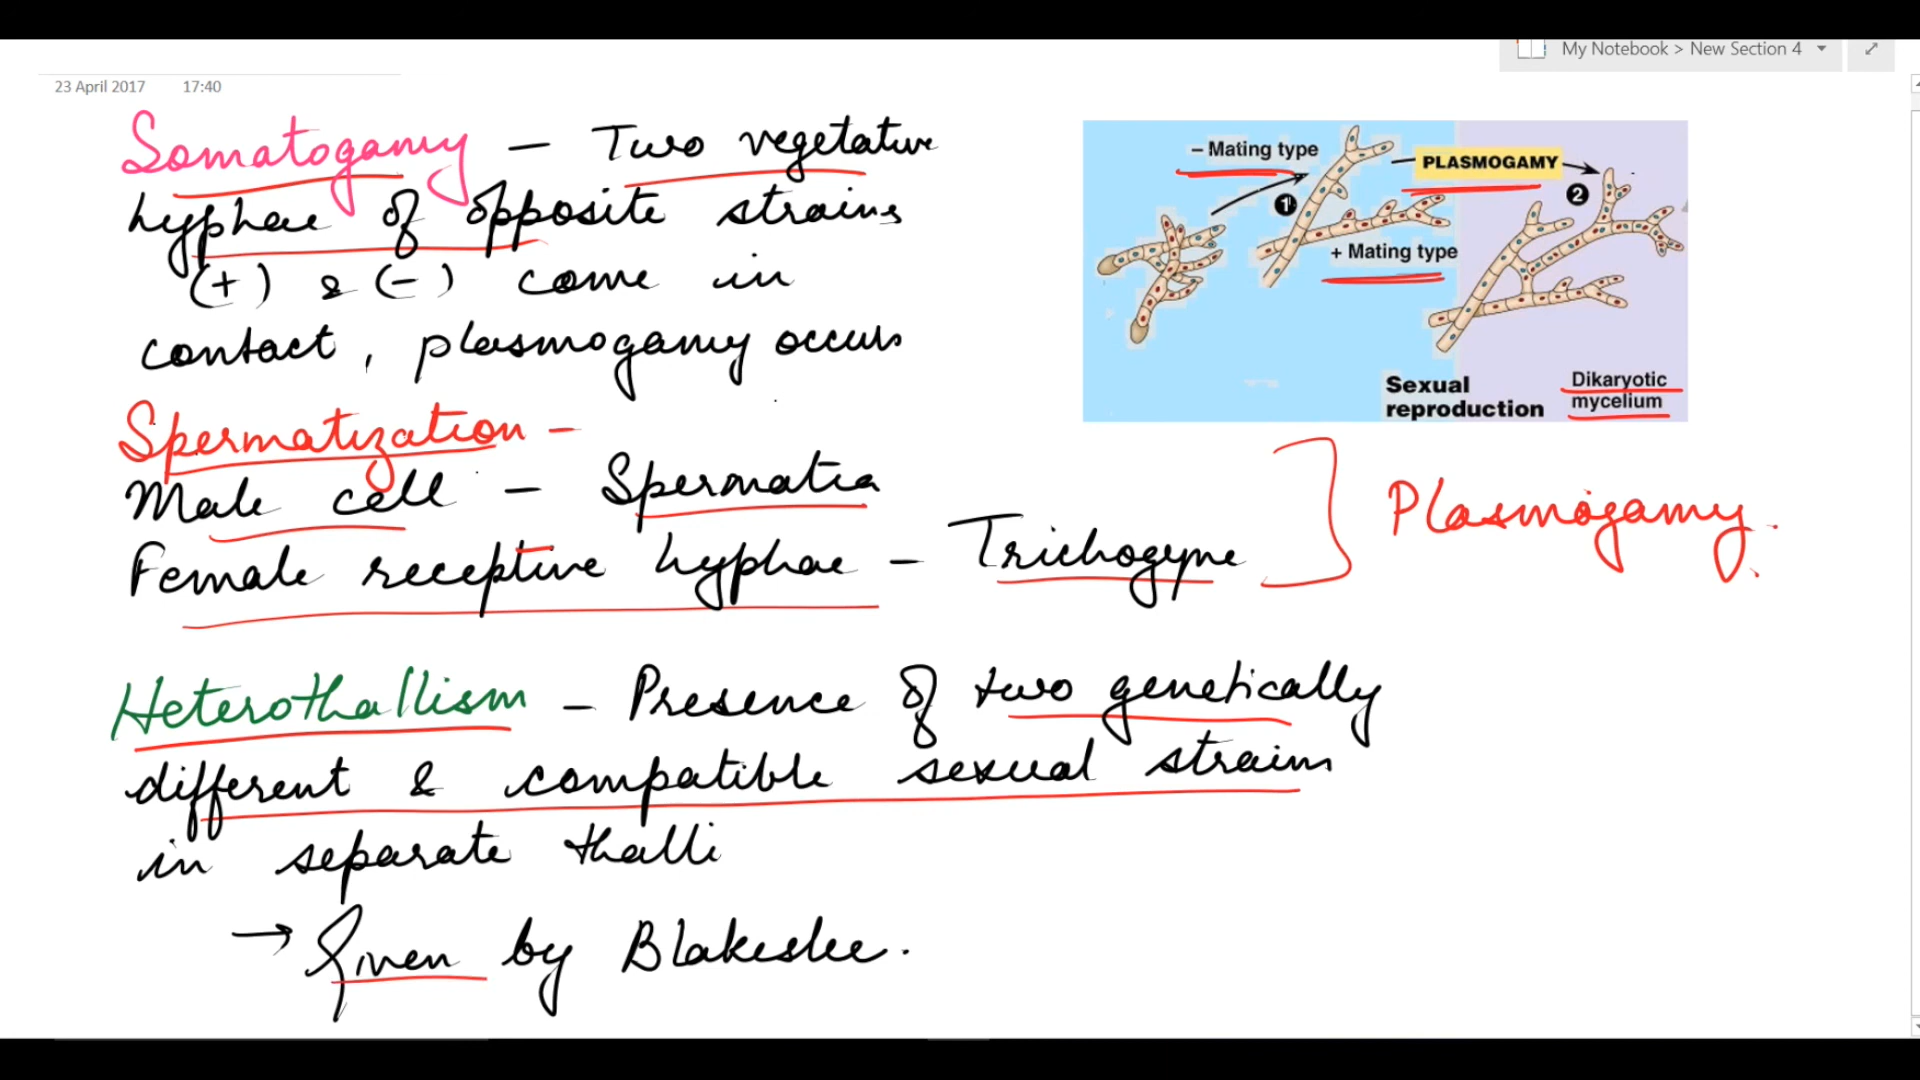 My Notebook > New Section 4
23 April 2017 17:40
Somatogamy – Two vegetative
hyphae of opposite strains
(+) & (–) come in
contact, plasmogamy occurs
– Mating type
PLASMOGAMY
1
2
+ Mating type
Sexual
reproduction
Dikaryotic
mycelium
Spermatization –
Male cell – Spermatia
Female receptive hyphae – Trichogyne
Plasmogamy.
Heterothallism – Presence of two genetically
different & compatible sexual strains
in separate thalli
→ Given by Blakeslee.